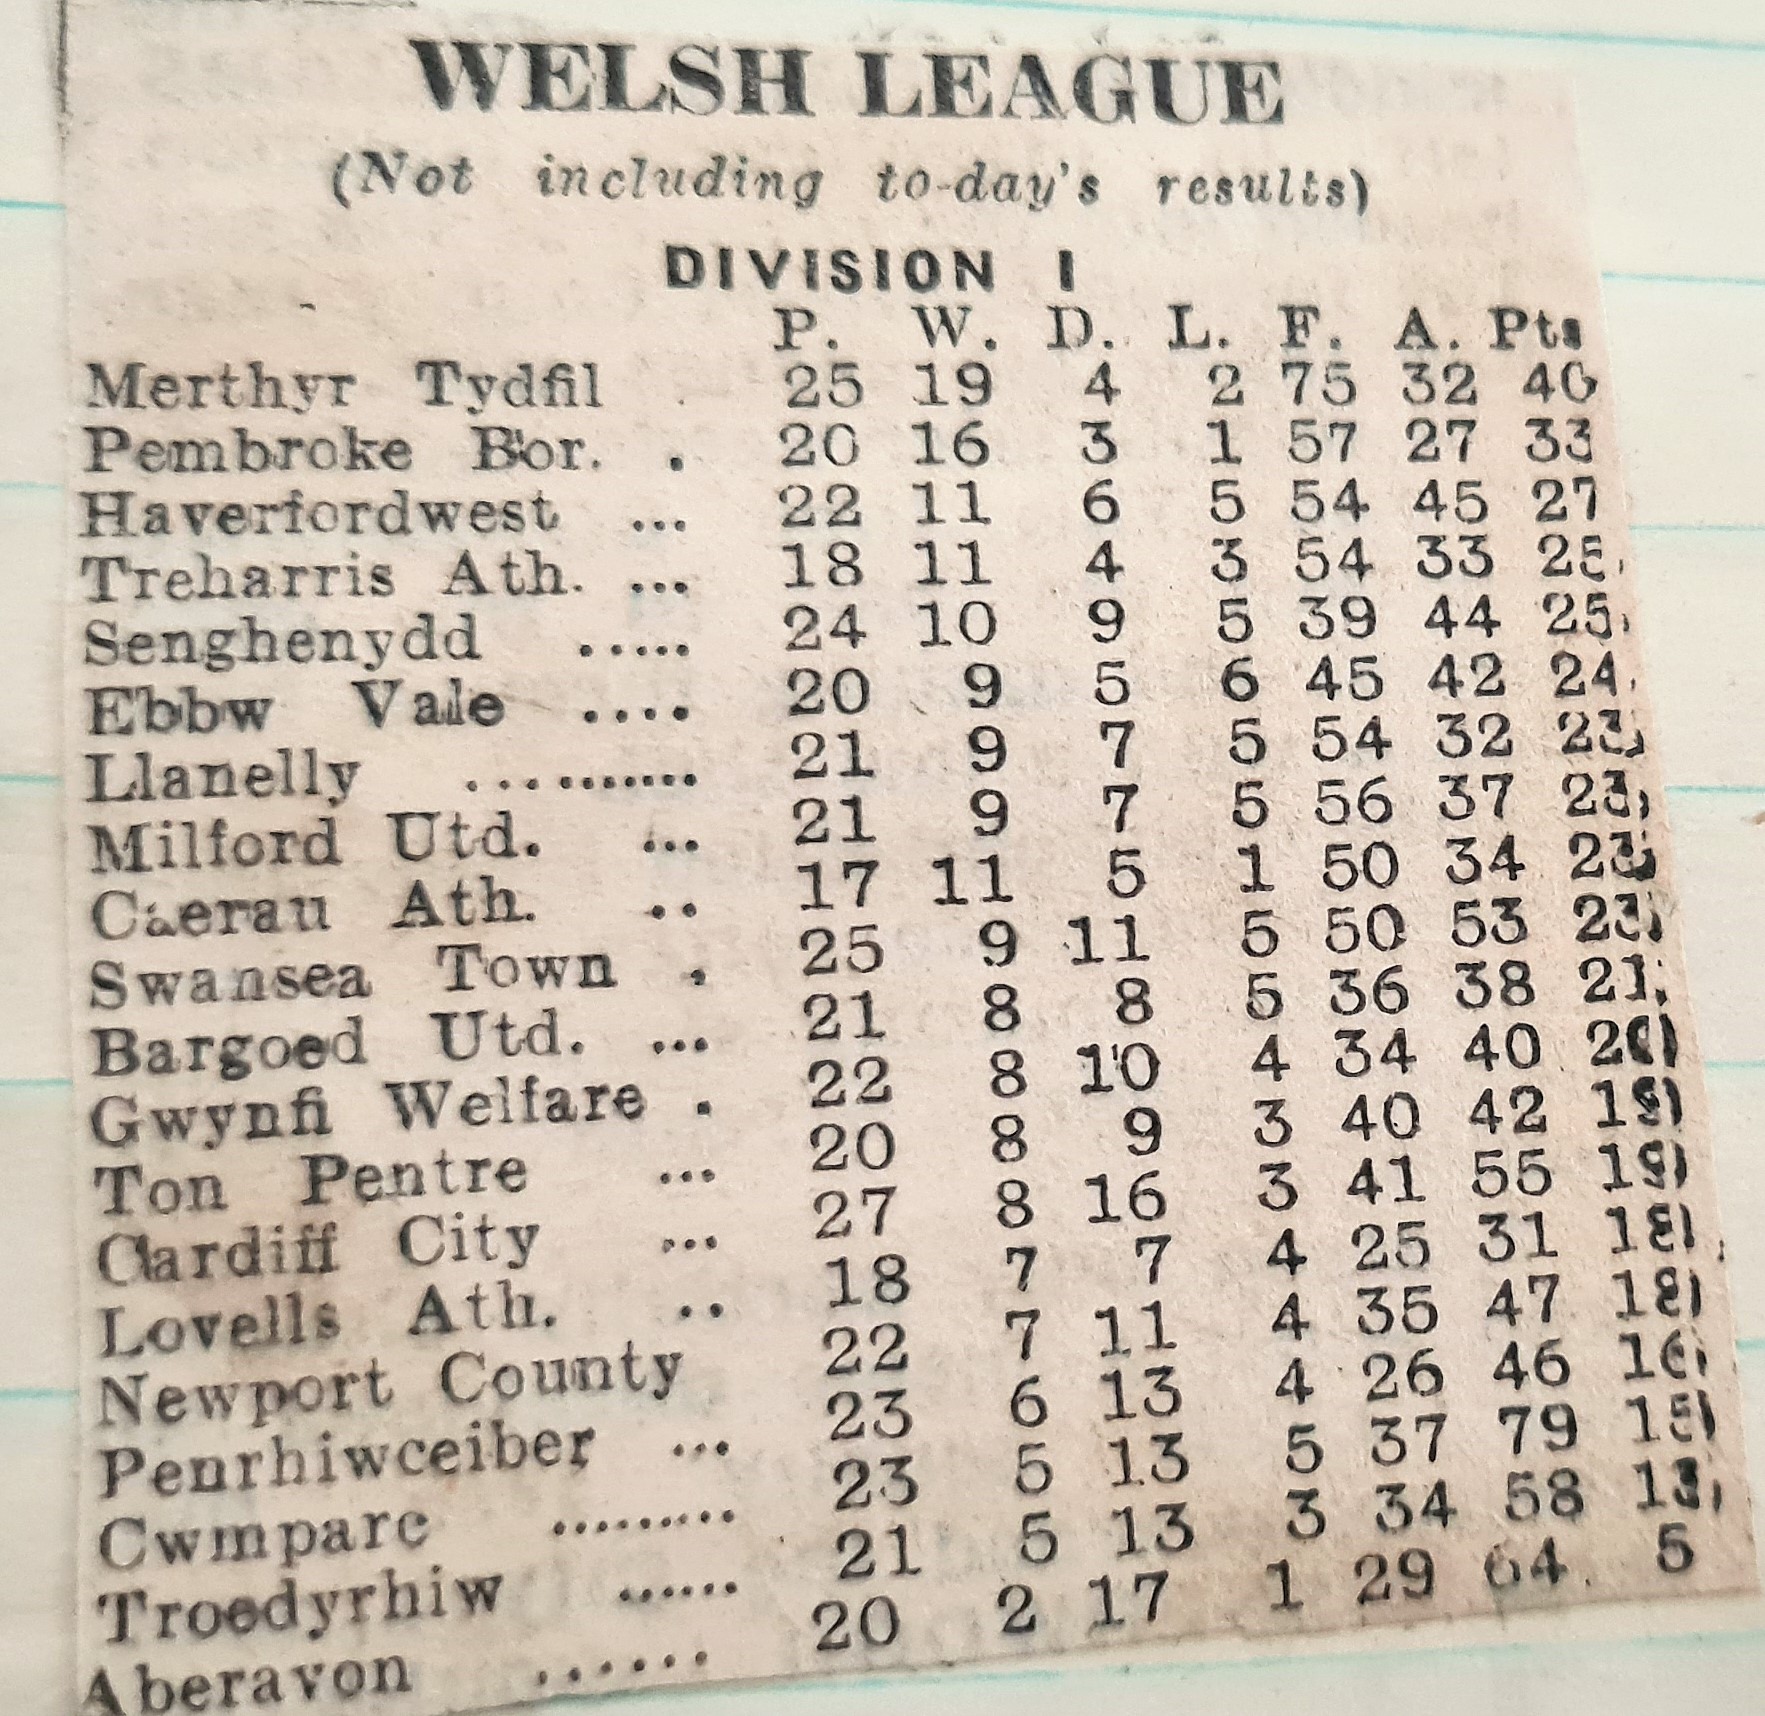 WELSH LEAGUE
(Not including to-day's results)
DIVISION I
P. W. D. L. F. A. Pts
Merthyr Tydfil . 25 19 4 2 75 32 40
Pembroke Bor. . 20 16 3 1 57 27 33
Haverfordwest ... 22 11 6 5 54 45 27
Treharris Ath. ... 18 11 4 3 54 33 25
Senghenydd ..... 24 10 9 5 39 44 25
Ebbw Vale .... 20 9 5 6 45 42 24
Llanelly ........... 21 9 7 5 54 32 23
Milford Utd. ... 21 9 7 5 56 37 23
Caerau Ath. .. 17 11 5 1 50 34 23
Swansea Town . 25 9 11 5 50 53 23
Bargoed Utd. ... 21 8 8 5 36 38 21
Gwynfi Welfare . 22 8 10 4 34 40 20
Ton Pentre ... 20 8 9 3 40 42 19
Cardiff City ... 27 8 16 3 41 55 19
Lovells Ath. .. 18 7 7 4 25 31 18
Newport County 22 7 11 4 35 47 18
Penrhiwceiber ... 23 6 13 4 26 46 16
Cwmparc ......... 23 5 13 5 37 79 15
Troedyrhiw ...... 21 5 13 3 34 58 13
Aberavon ...... 20 2 17 1 29 64 5